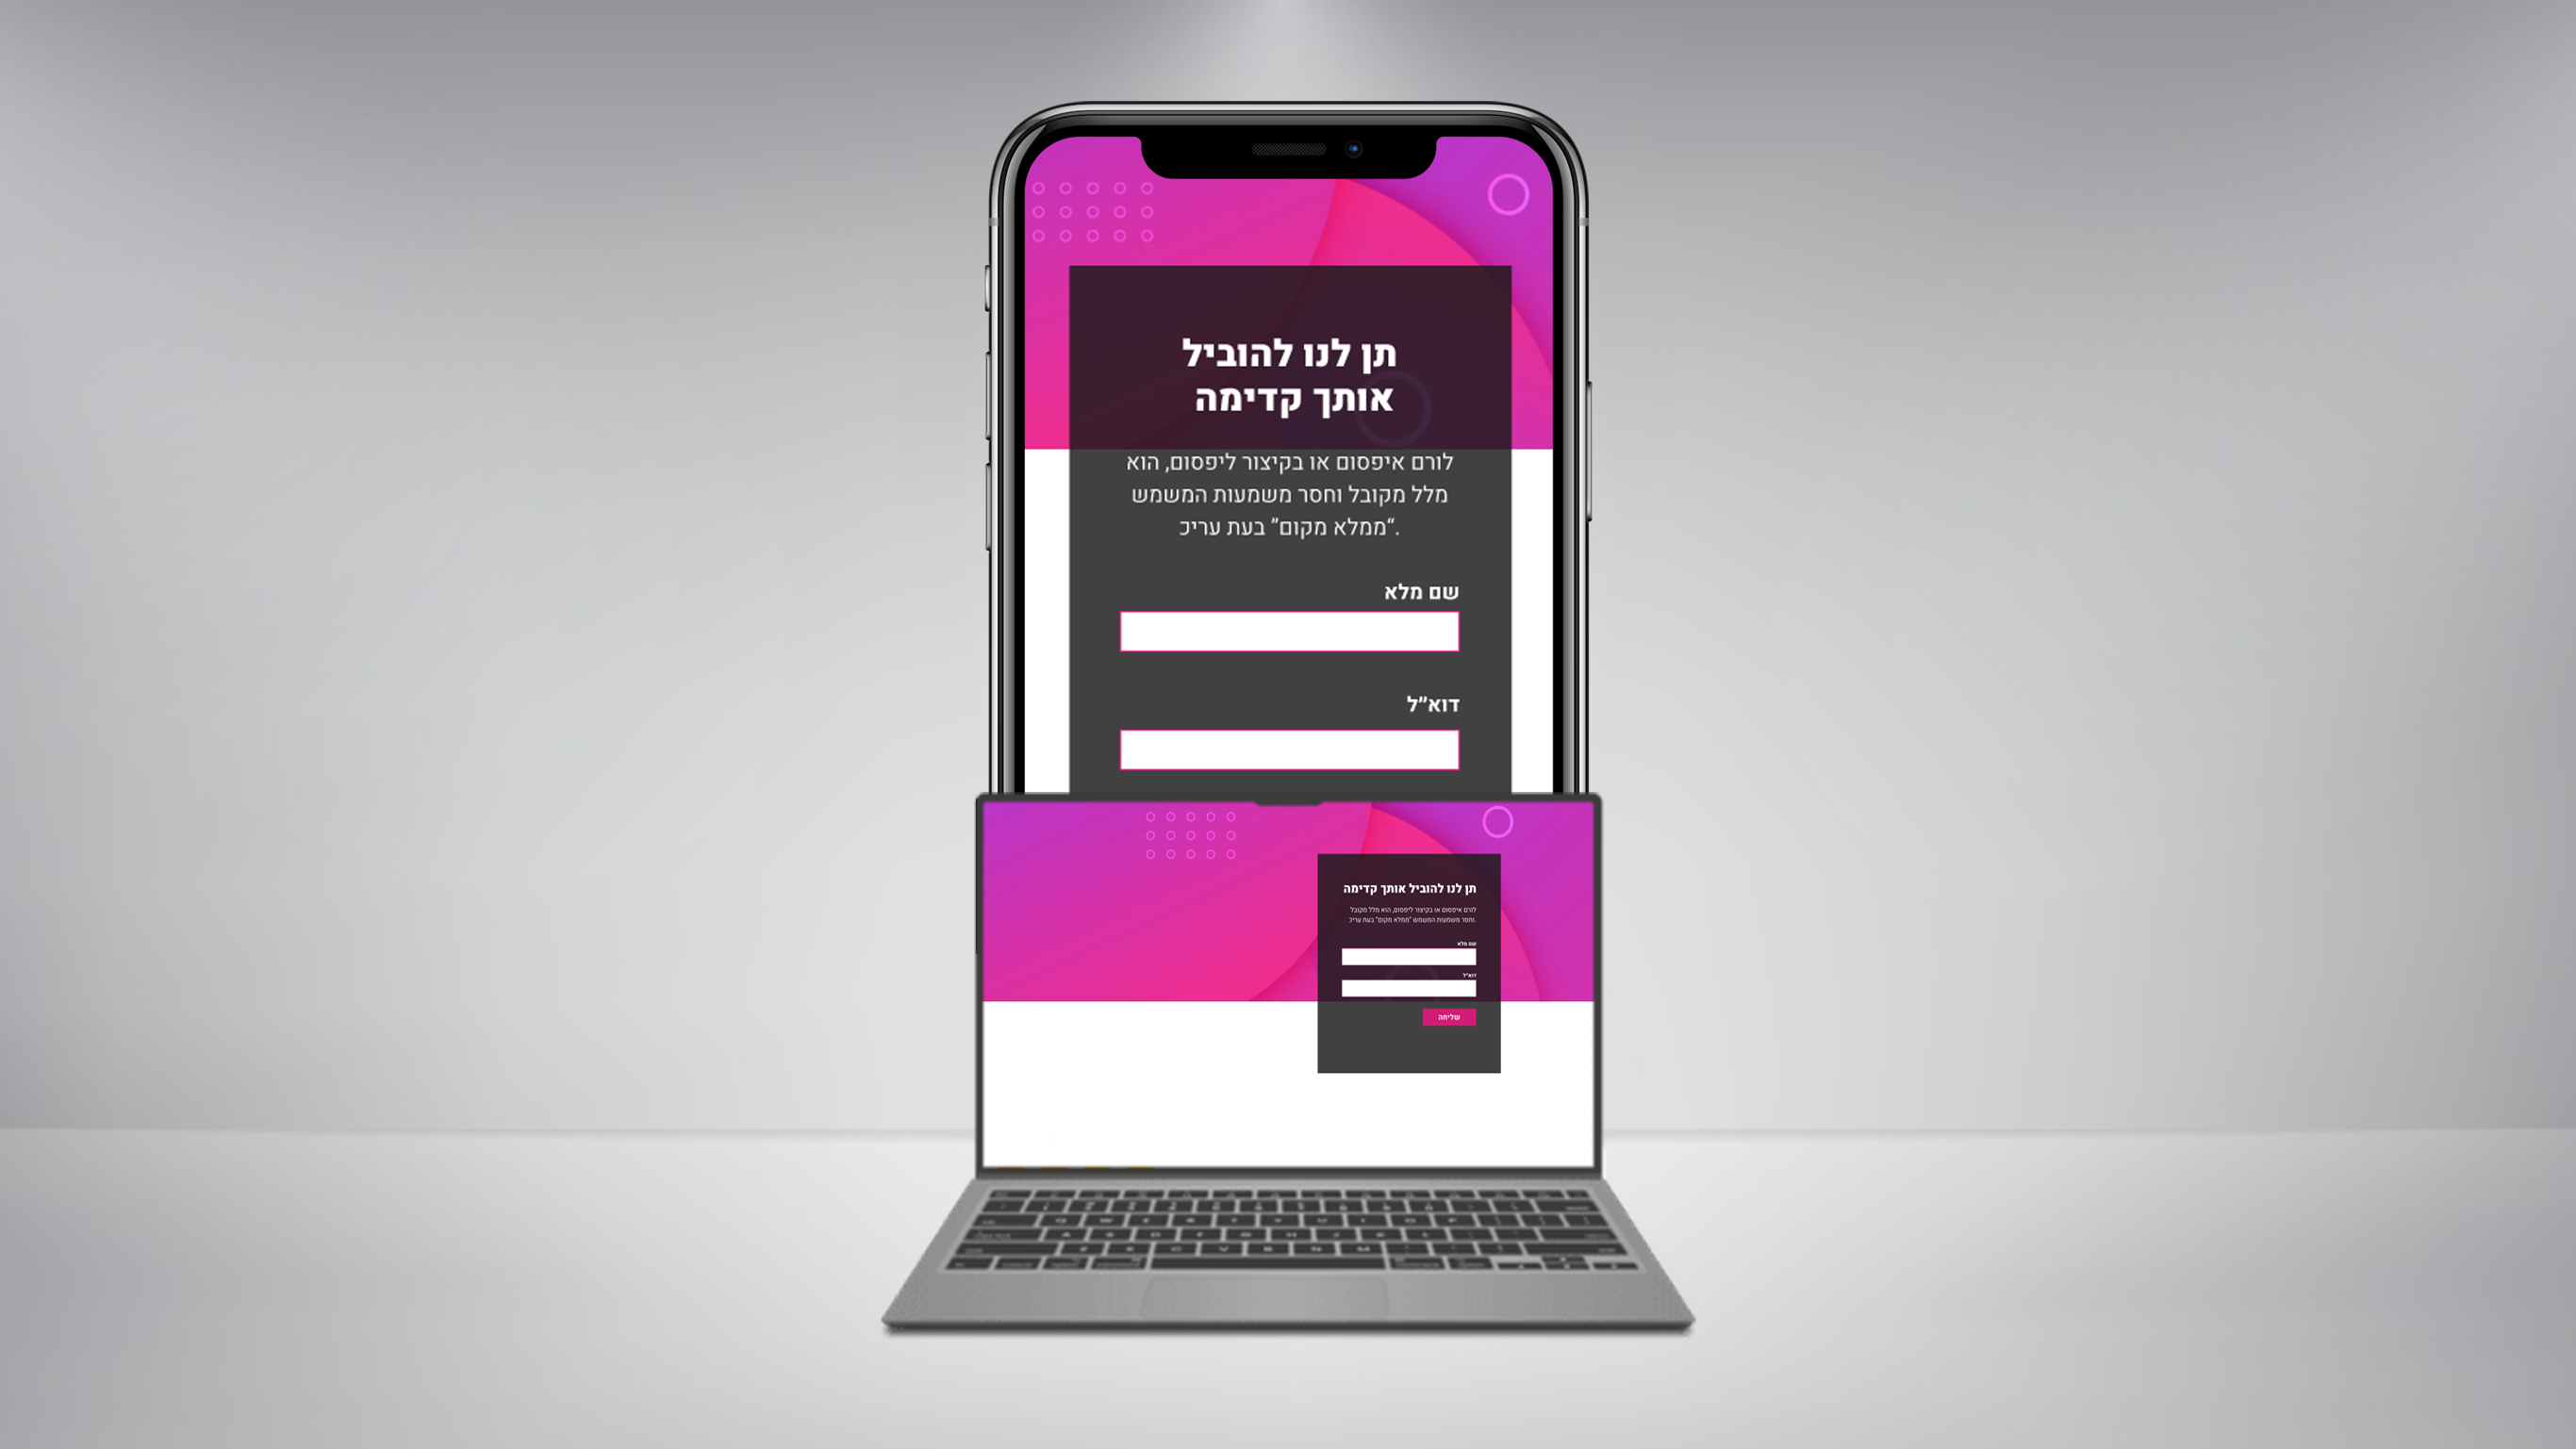 תן לנו להוביל
אותך קדימה
לורם איפסום או בקיצור ליפסום, הוא
מלל מקובל וחסר משמעות המשמש
“ממלא מקום” בעת עריכ.
שם מלא
דוא”ל
תן לנו להוביל אותך קדימה
לורם איפסום או בקיצור ליפסום, הוא מלל מקובל
וחסר משמעות המשמש “ממלא מקום” בעת עריכ.
שם מלא
דוא”ל
שליחה